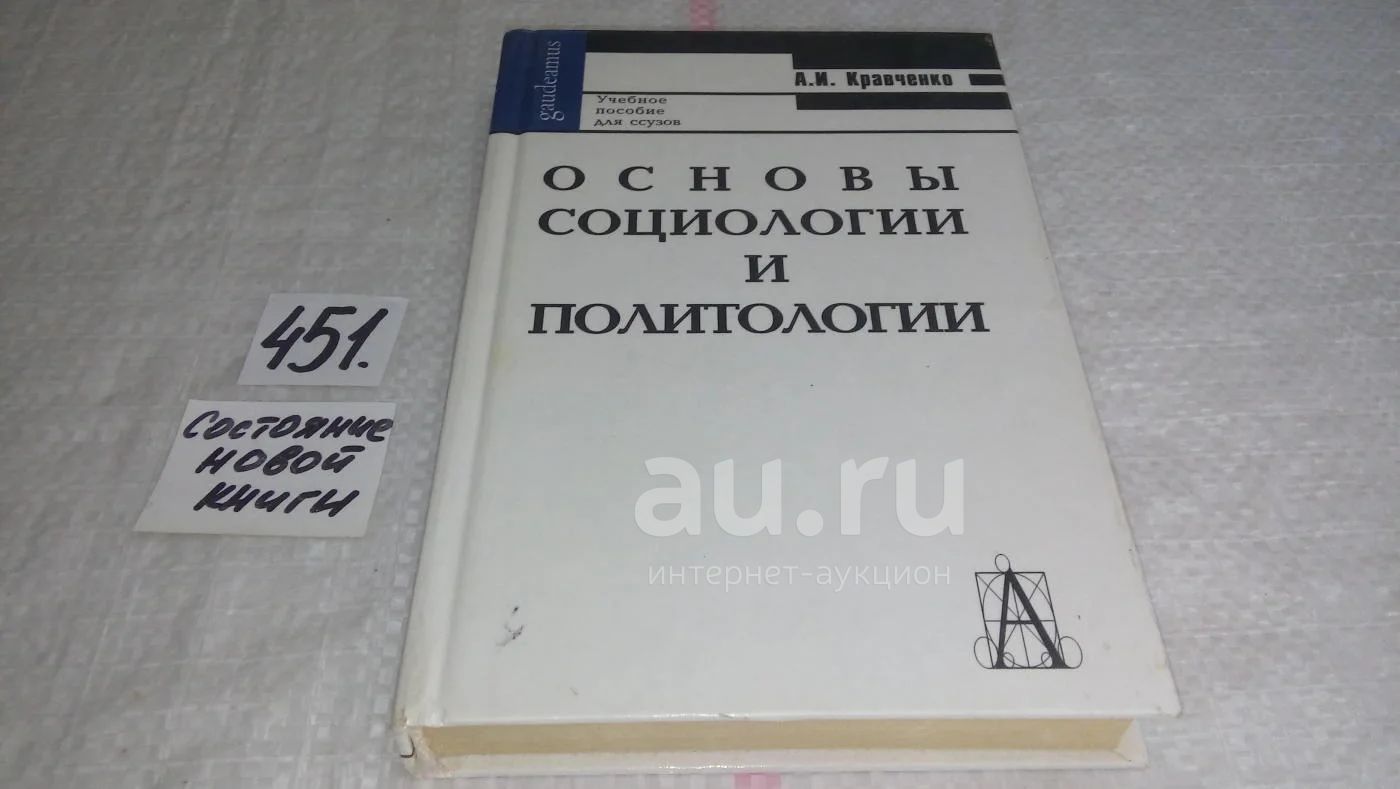 gaudeamus
А.И. Кравченко
Учебное
пособие
для ссузов
ОСНОВЫ
СОЦИОЛОГИИ
И
ПОЛИТОЛОГИИ
451.
Состояние
новой
книги
au.ru
интернет-аукцион
А